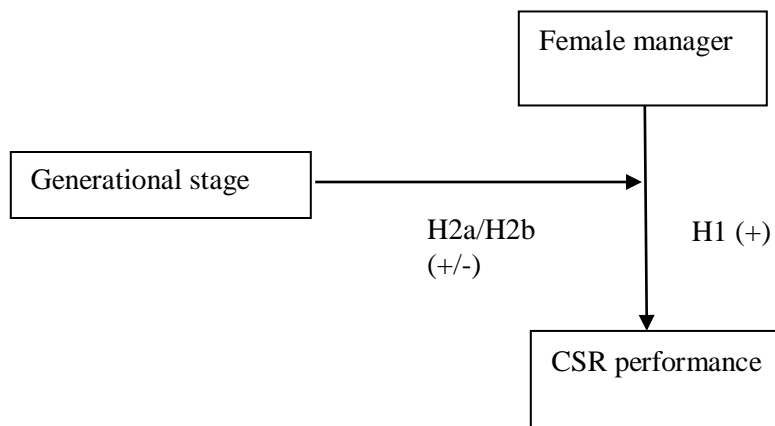 Female manager
Generational stage
H2a/H2b
(+/-)
H1 (+)
CSR performance